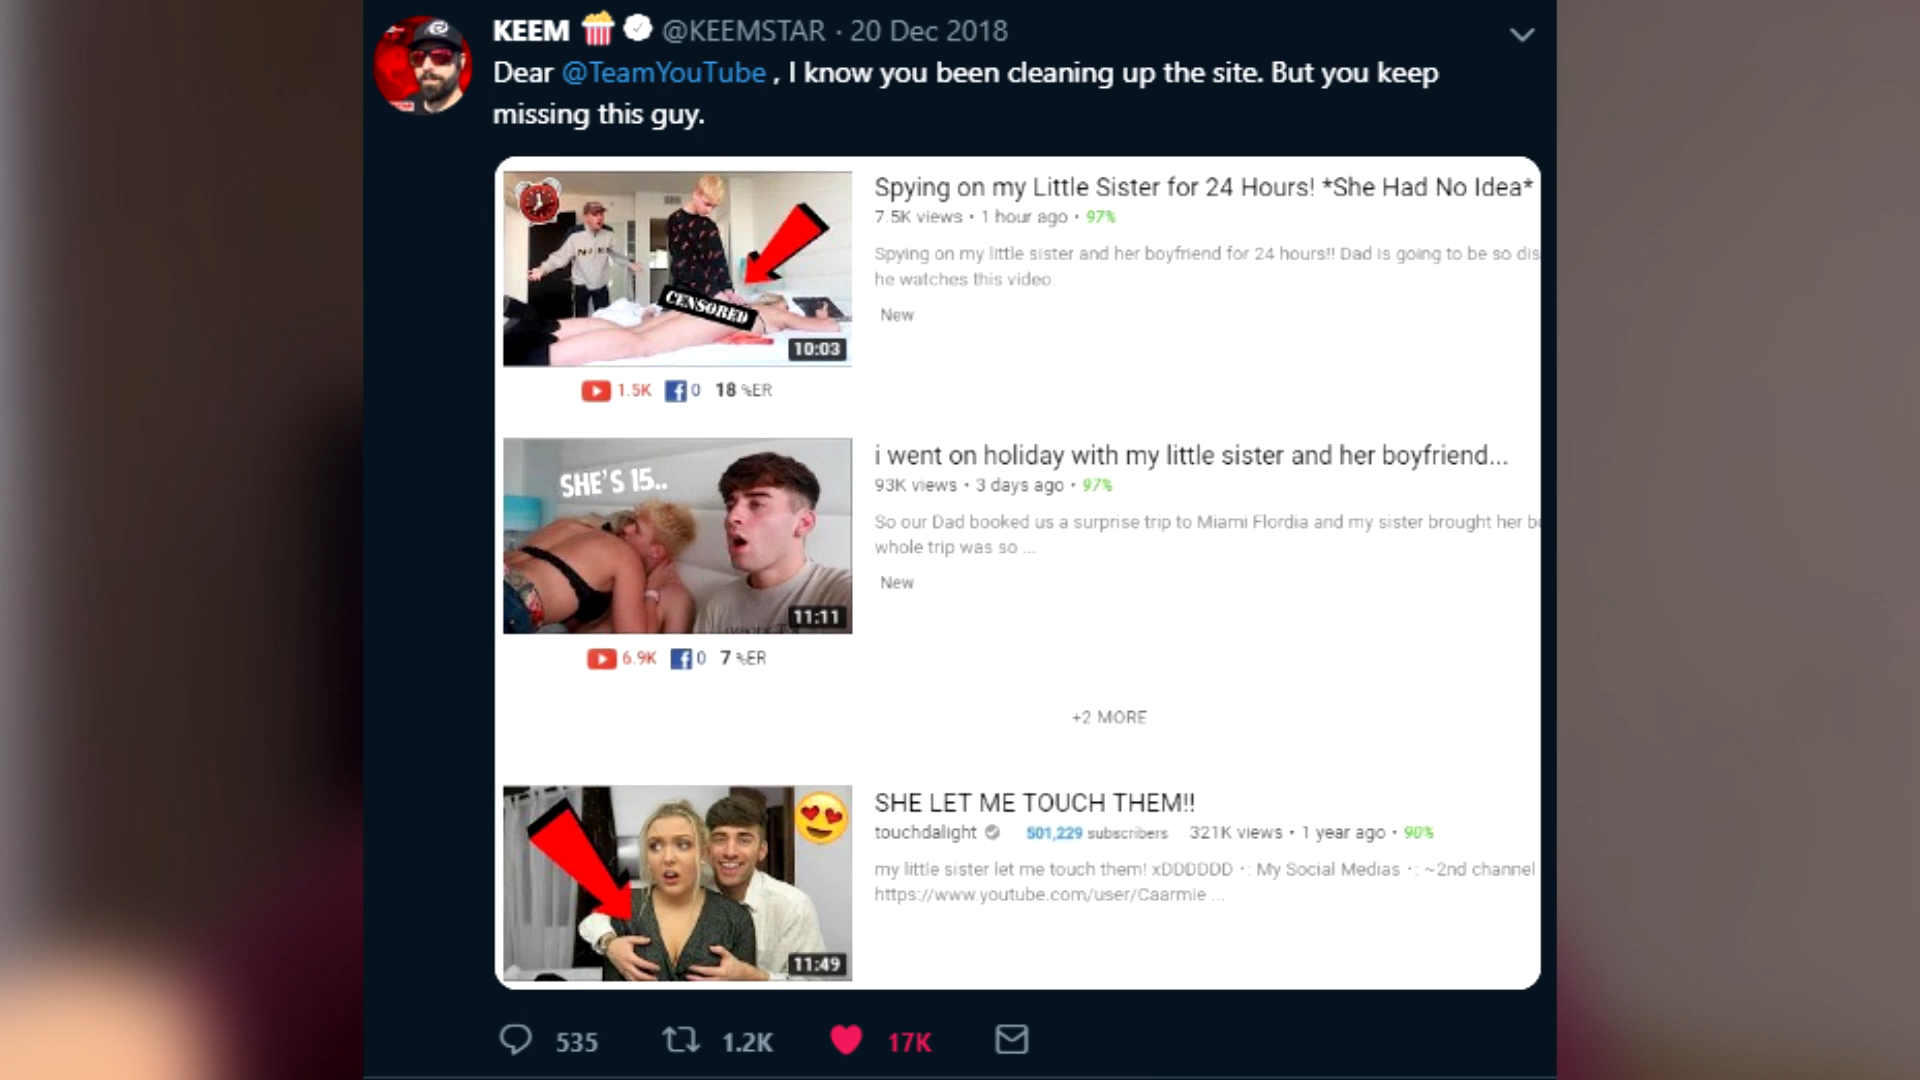 KEEM @KEEMSTAR · 20 Dec 2018
Dear @TeamYouTube , I know you been cleaning up the site. But you keep
missing this guy.
Spying on my Little Sister for 24 Hours! *She Had No Idea*
7.5K views • 1 hour ago • 97%
Spying on my little sister and her boyfriend for 24 hours!! Dad is going to be so dis
he watches this video.
New
CENSORED
10:03
1.5K 0 18 %ER
i went on holiday with my little sister and her boyfriend...
93K views • 3 days ago • 97%
So our Dad booked us a surprise trip to Miami Flordia and my sister brought her b
whole trip was so ...
New
SHE'S 15..
11:11
6.9K 0 7 %ER
+2 MORE
SHE LET ME TOUCH THEM!!
touchdalight 501,229 subscribers 321K views • 1 year ago • 90%
my little sister let me touch them! xDDDDDD ·: My Social Medias ·: ~2nd channel
https://www.youtube.com/user/Caarmie ...
11:49
535 1.2K 17K